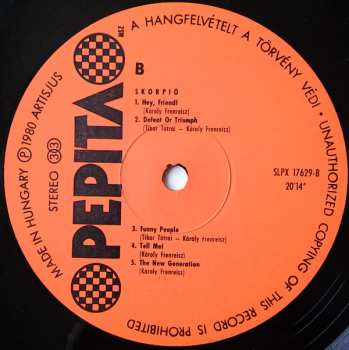 A HANGFELVÉTELT A TÖRVÉNY VÉDI • UNAUTHORIZED COPYING OF THIS RECORD IS PROHIBITED
MADE IN HUNGARY Ⓟ 1980 ARTISJUS
STEREO 33
PEPITA
MSZ
B
SKORPIÓ
1. Hey, Friend!
(Károly Frenreisz)
2. Defeat Or Triumph
(Tibor Tátrai – Károly Frenreisz)
SLPX 17629-B
20'14"
3. Funny People
(Tibor Tátrai – Károly Frenreisz)
4. Tell Me!
(Károly Frenreisz)
5. The New Generation
(Károly Frenreisz)